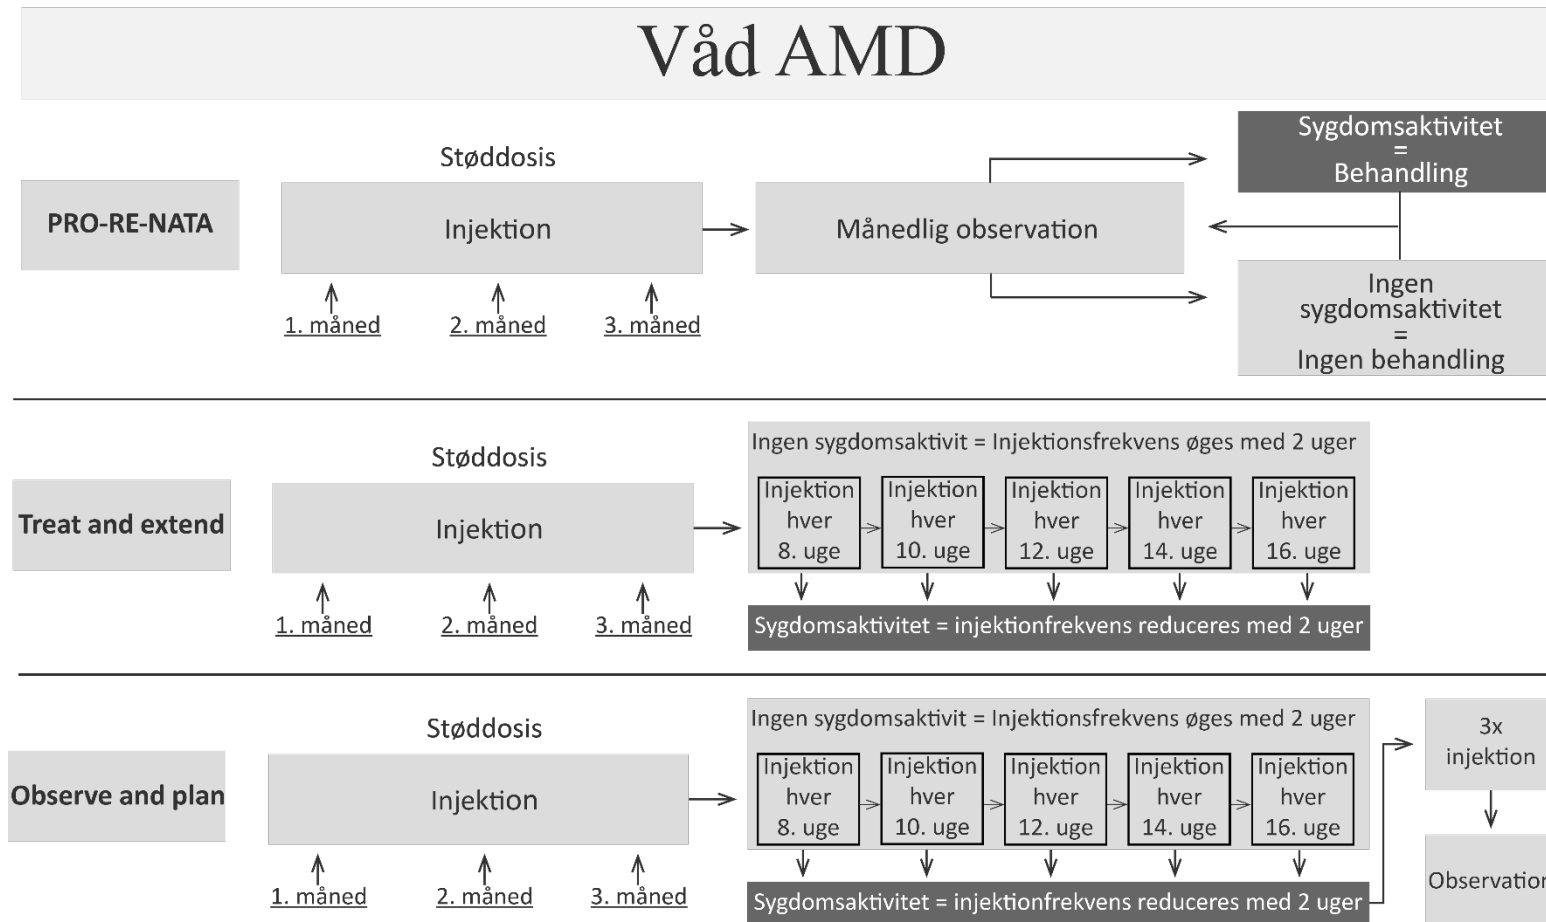 Våd AMD
PRO-RE-NATA
Støddosis
Injektion
1. måned
2. måned
3. måned
Månedlig observation
Sygdomsaktivitet
=
Behandling
Ingen
sygdomsaktivitet
=
Ingen behandling
Treat and extend
Støddosis
Injektion
1. måned
2. måned
3. måned
Ingen sygdomsaktivit = Injektionsfrekvens øges med 2 uger
Injektion
hver
8. uge
Injektion
hver
10. uge
Injektion
hver
12. uge
Injektion
hver
14. uge
Injektion
hver
16. uge
Sygdomsaktivitet = injektionfrekvens reduceres med 2 uger
Observe and plan
Støddosis
Injektion
1. måned
2. måned
3. måned
Ingen sygdomsaktivit = Injektionsfrekvens øges med 2 uger
Injektion
hver
8. uge
Injektion
hver
10. uge
Injektion
hver
12. uge
Injektion
hver
14. uge
Injektion
hver
16. uge
Sygdomsaktivitet = injektionfrekvens reduceres med 2 uger
3x
injektion
Observation